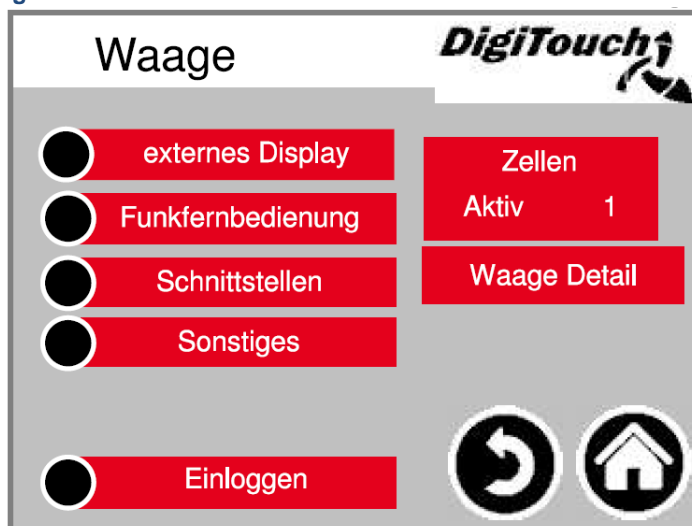 Waage
DigiTouch
externes Display
Funkfernbedienung
Schnittstellen
Sonstiges
Einloggen
Zellen
Aktiv 1
Waage Detail